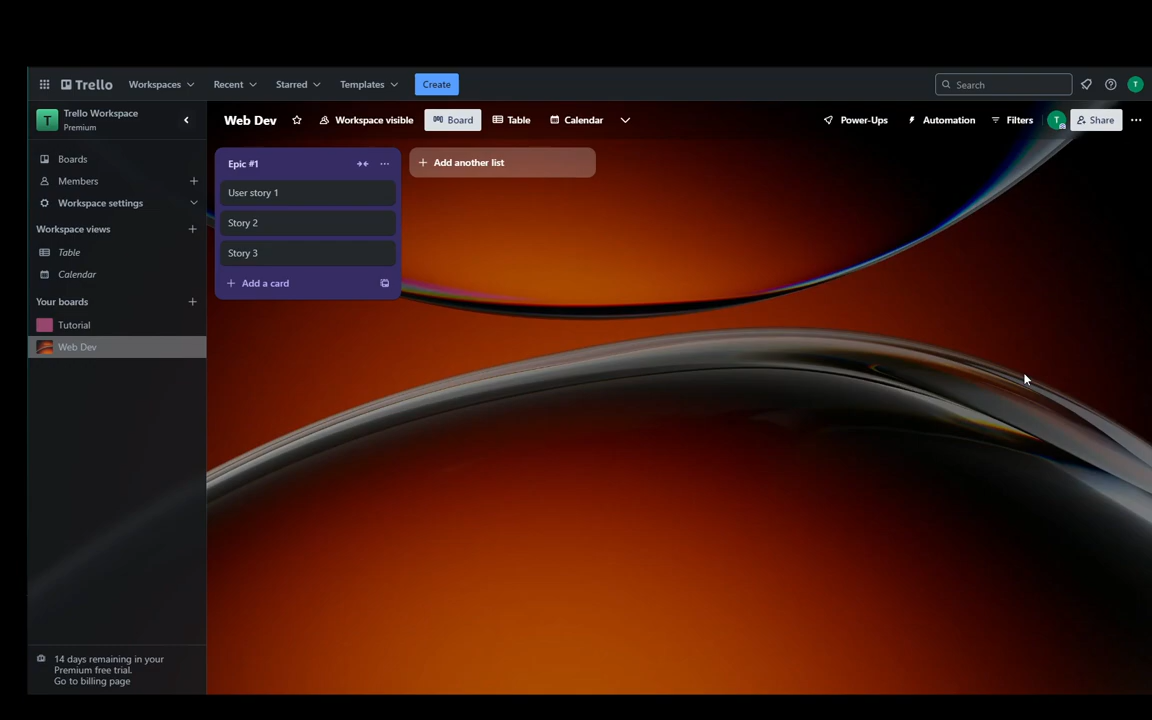 Trello
Workspaces
Recent
Starred
Templates
Create
Search
T
T
Trello Workspace
Premium
Web Dev
Workspace visible
Board
Table
Calendar
Power-Ups
Automation
Filters
T
Share
Boards
Members
Workspace settings
Workspace views
Table
Calendar
Your boards
Tutorial
Web Dev
Epic #1
User story 1
Story 2
Story 3
Add a card
Add another list
14 days remaining in your
Premium free trial.
Go to billing page